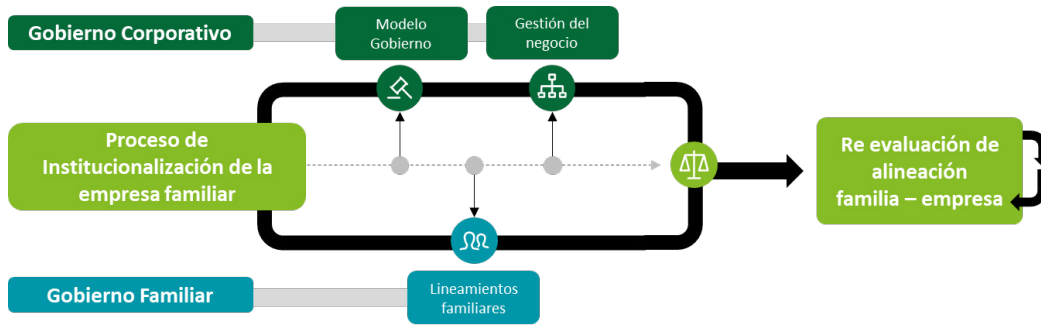 Gobierno Corporativo
Modelo
Gobierno
Gestión del
negocio
Proceso de
Institucionalización de la
empresa familiar
Re evaluación de
alineación
familia – empresa
Gobierno Familiar
Lineamientos
familiares